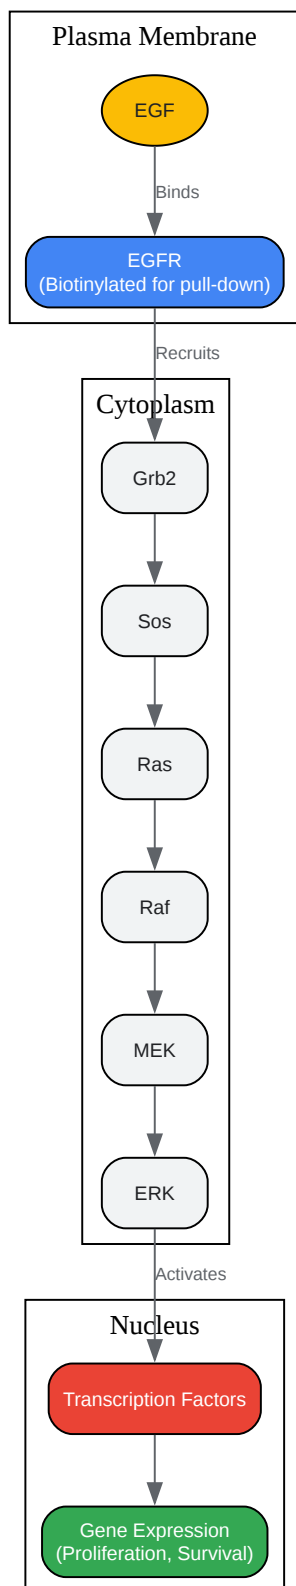 Plasma Membrane
EGF
Binds
EGFR
(Biotinylated for pull-down)
Recruits
Cytoplasm
Grb2
Sos
Ras
Raf
MEK
ERK
Activates
Nucleus
Transcription Factors
Gene Expression
(Proliferation, Survival)